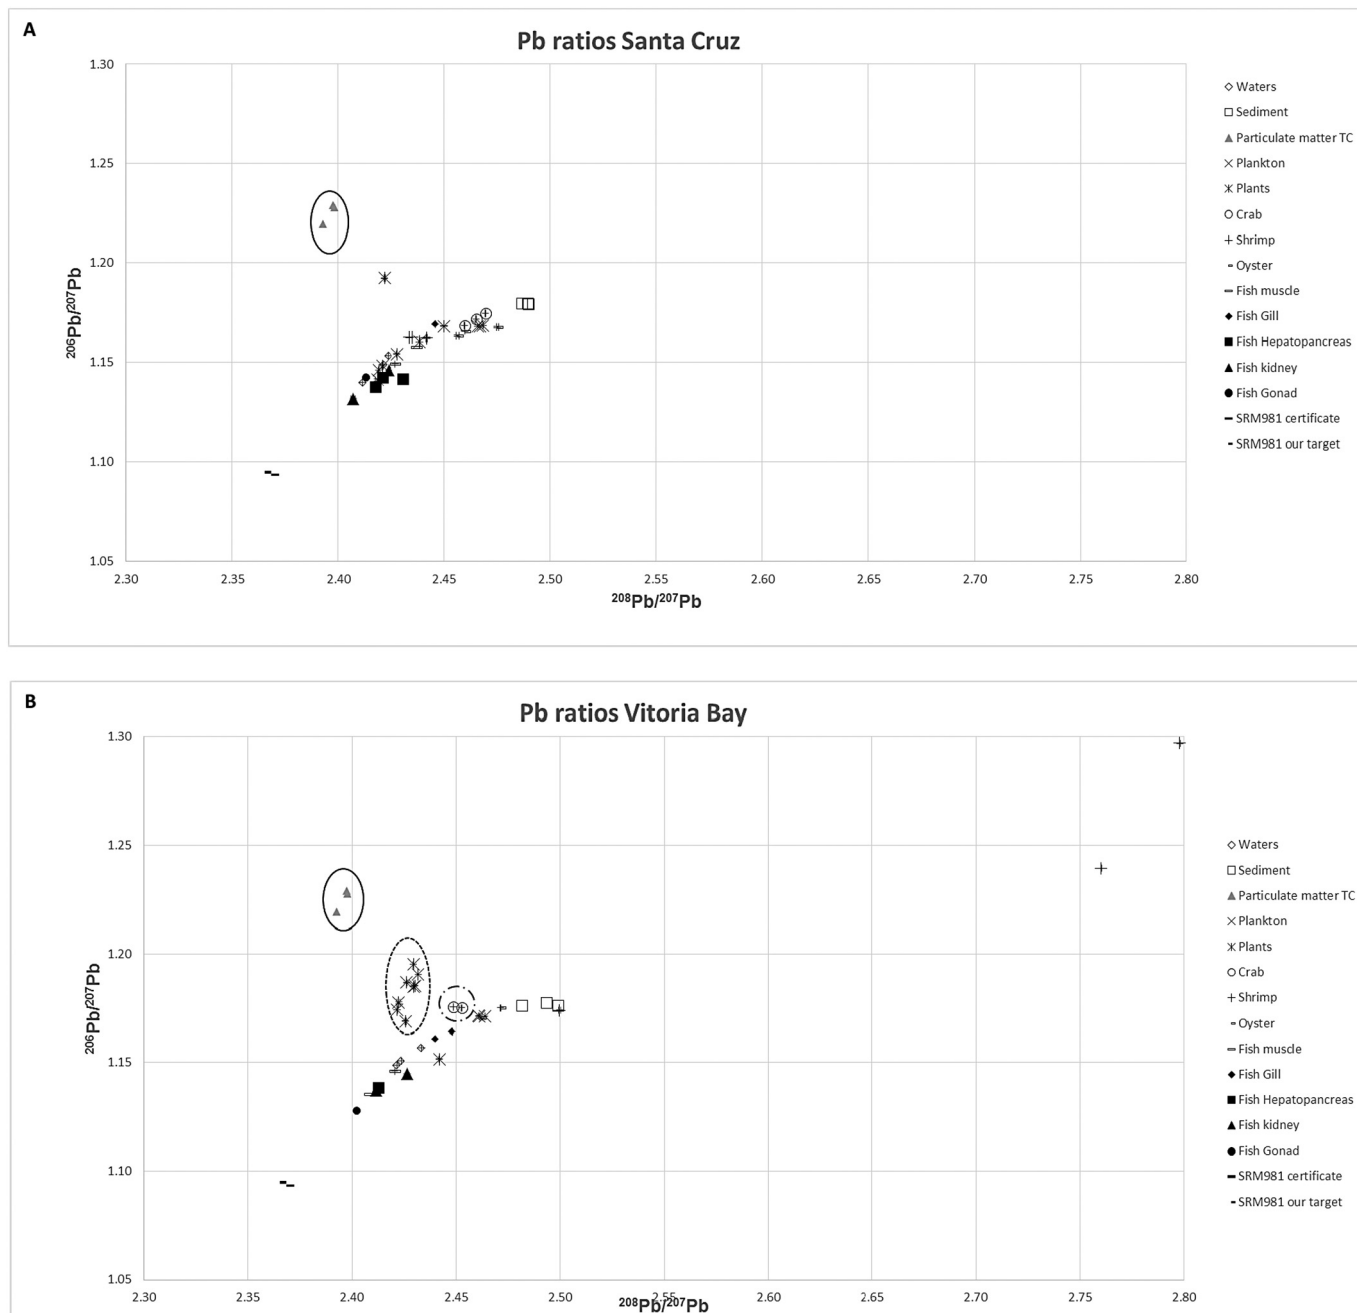 A
Pb ratios Santa Cruz
1.30
1.25
1.20
1.15
1.10
1.05
206Pb/207Pb
2.30 2.35 2.40 2.45 2.50 2.55 2.60 2.65 2.70 2.75 2.80
208Pb/207Pb
Waters
Sediment
Particulate matter TC
Plankton
Plants
Crab
Shrimp
Oyster
Fish muscle
Fish Gill
Fish Hepatopancreas
Fish kidney
Fish Gonad
SRM981 certificate
SRM981 our target
B
Pb ratios Vitoria Bay
1.30
1.25
1.20
1.15
1.10
1.05
206Pb/207Pb
2.30 2.35 2.40 2.45 2.50 2.55 2.60 2.65 2.70 2.75 2.80
208Pb/207Pb
Waters
Sediment
Particulate matter TC
Plankton
Plants
Crab
Shrimp
Oyster
Fish muscle
Fish Gill
Fish Hepatopancreas
Fish kidney
Fish Gonad
SRM981 certificate
SRM981 our target